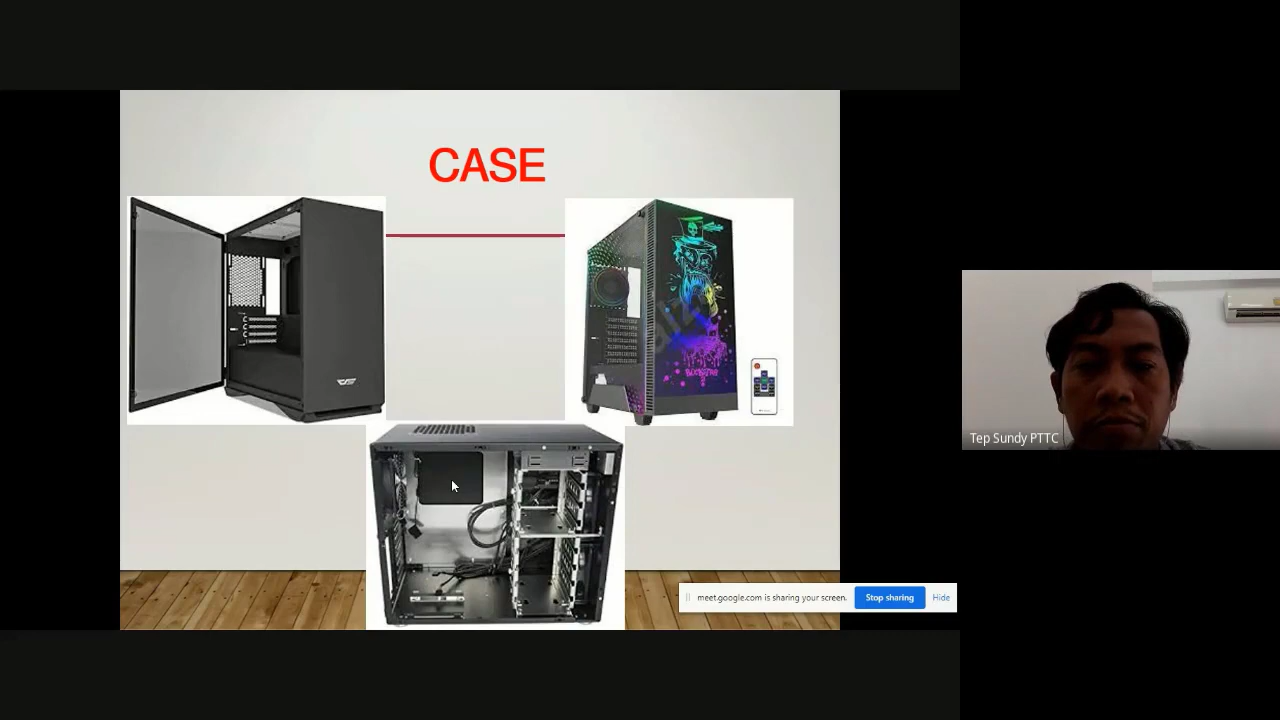 CASE
meet.google.com is sharing your screen.
Stop sharing
Hide
Tep Sundy PTTC